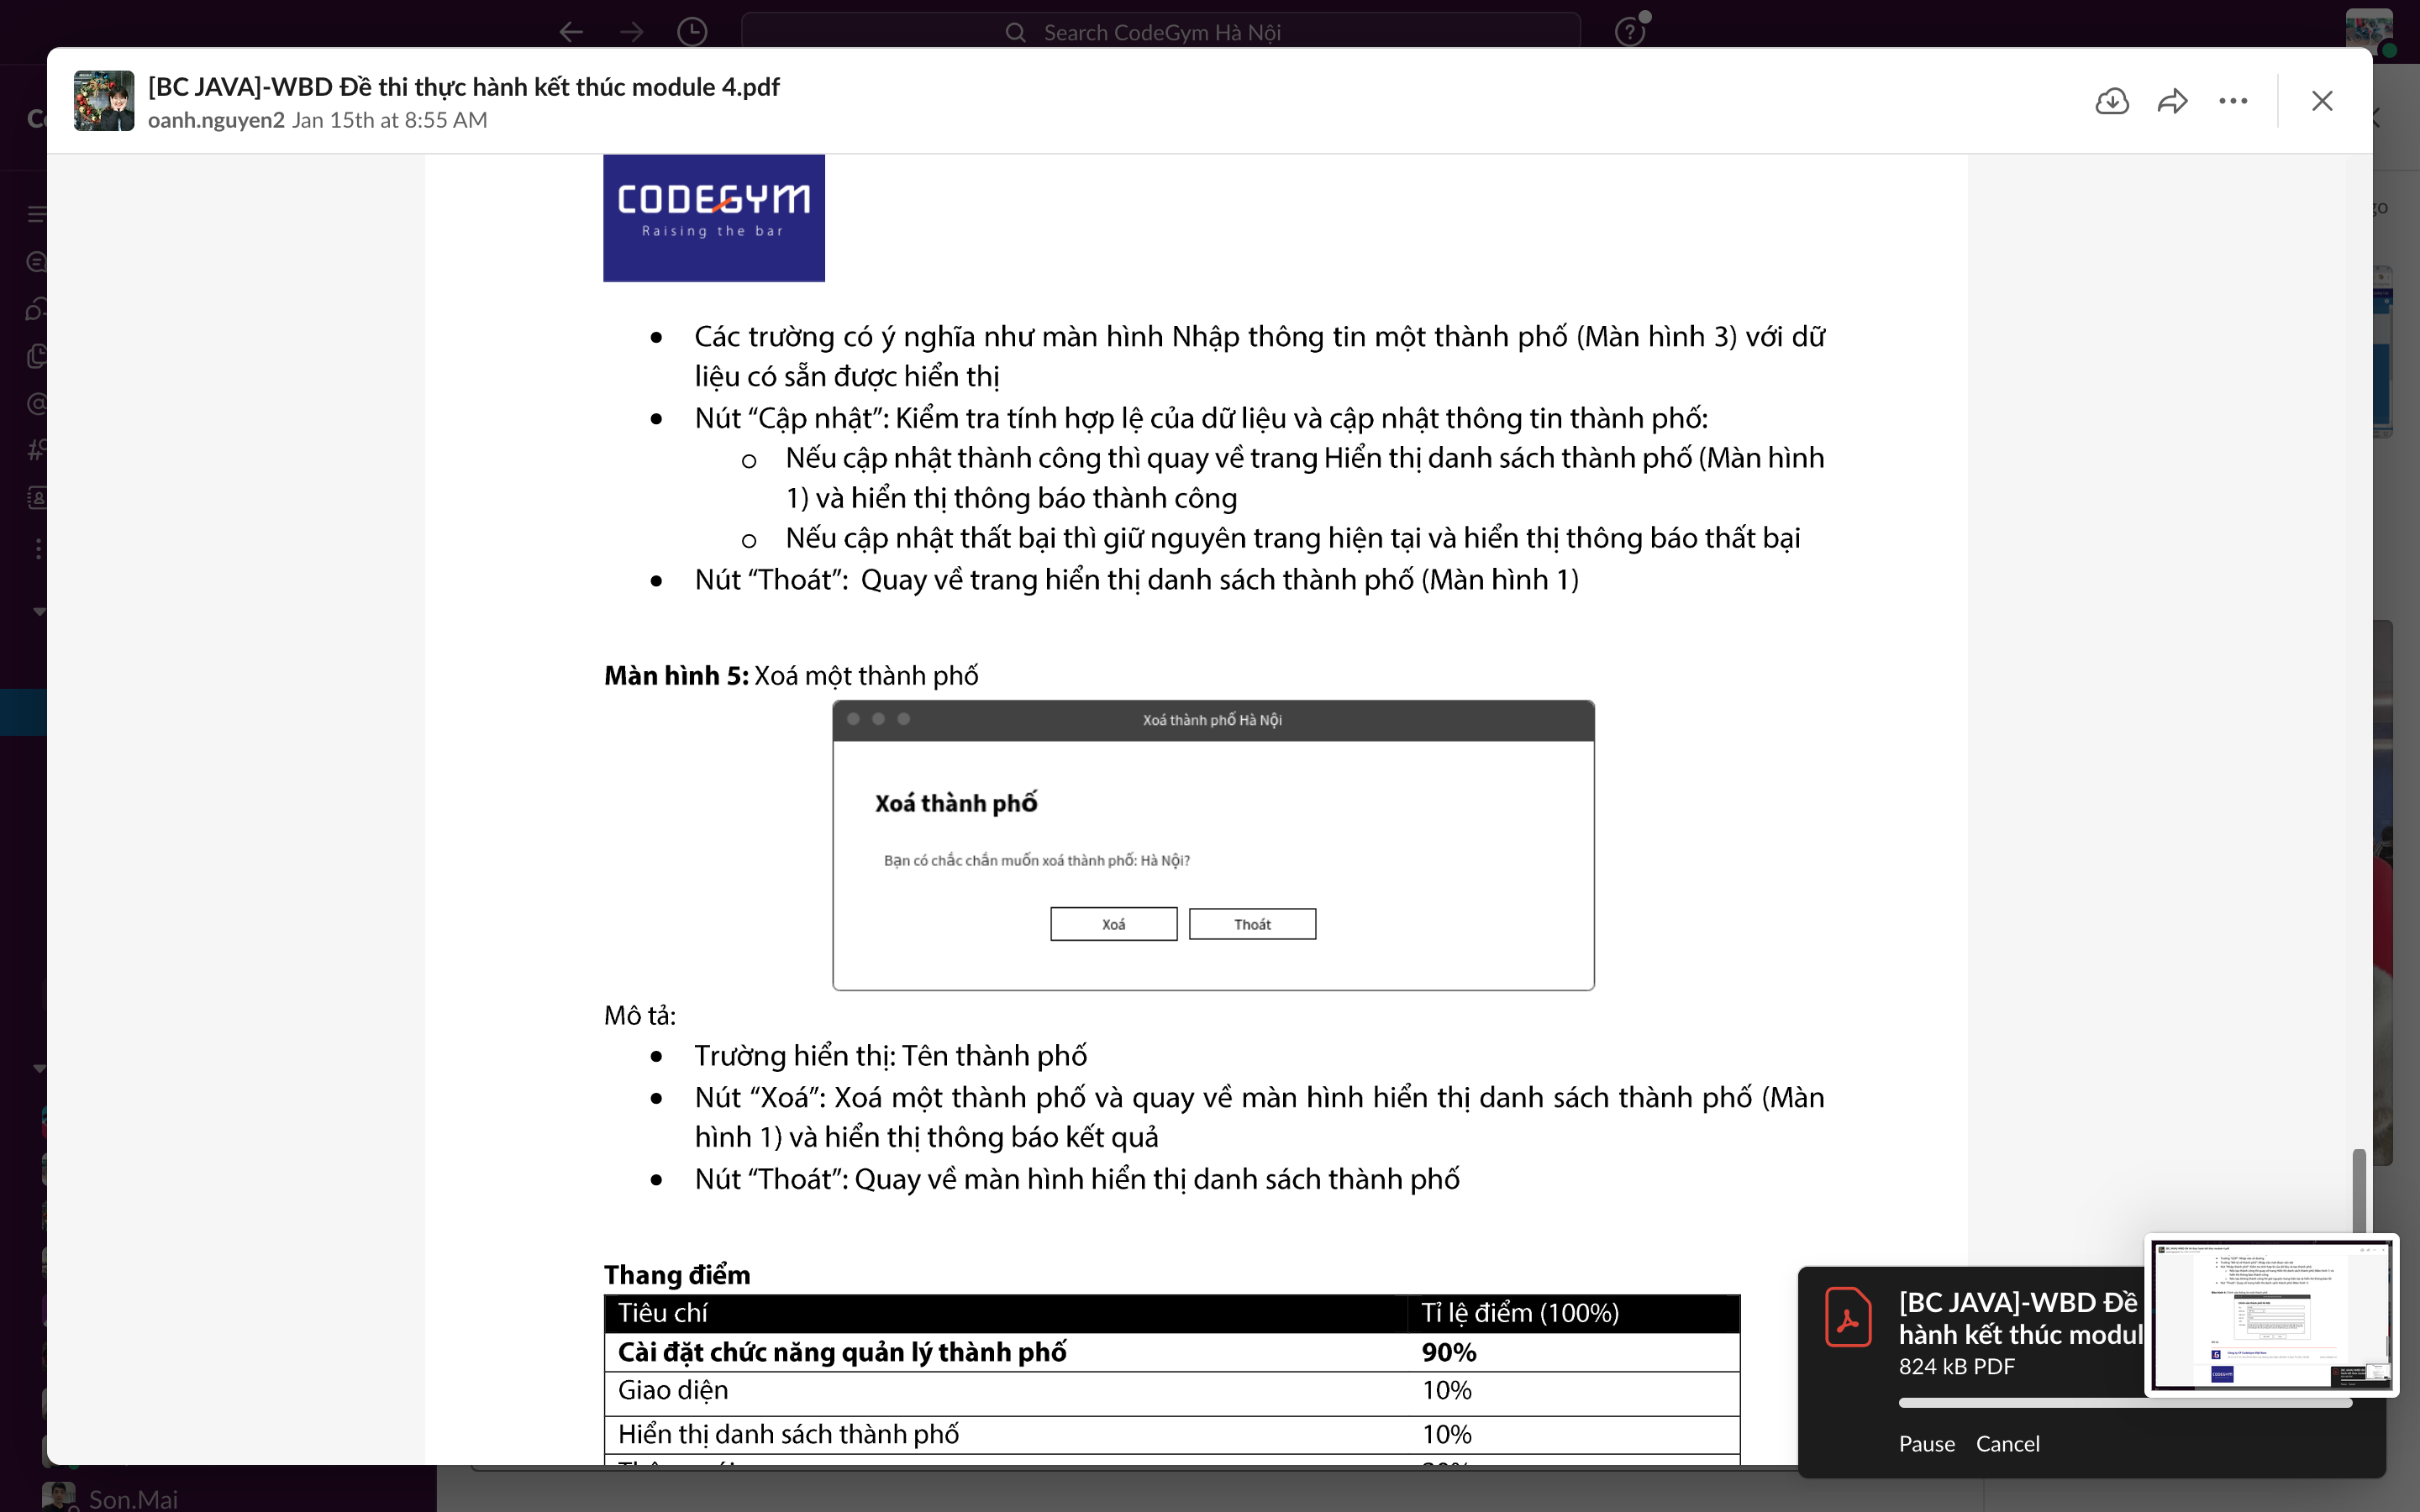 Search CodeGym Hà Nội
[BC JAVA]-WBD Đề thi thực hành kết thúc module 4.pdf
oanh.nguyen2 Jan 15th at 8:55 AM
CODEGYM
Raising the bar
• Các trường có ý nghĩa như màn hình Nhập thông tin một thành phố (Màn hình 3) với dữ
liệu có sẵn được hiển thị
• Nút “Cập nhật”: Kiểm tra tính hợp lệ của dữ liệu và cập nhật thông tin thành phố:
o Nếu cập nhật thành công thì quay về trang Hiển thị danh sách thành phố (Màn hình
1) và hiển thị thông báo thành công
o Nếu cập nhật thất bại thì giữ nguyên trang hiện tại và hiển thị thông báo thất bại
• Nút “Thoát”: Quay về trang hiển thị danh sách thành phố (Màn hình 1)
Màn hình 5: Xoá một thành phố
Xoá thành phố Hà Nội
Xoá thành phố
Bạn có chắc chắn muốn xoá thành phố: Hà Nội?
Xoá Thoát
Mô tả:
• Trường hiển thị: Tên thành phố
• Nút “Xoá”: Xoá một thành phố và quay về màn hình hiển thị danh sách thành phố (Màn
hình 1) và hiển thị thông báo kết quả
• Nút “Thoát”: Quay về màn hình hiển thị danh sách thành phố
Thang điểm
Tiêu chí Tỉ lệ điểm (100%)
Cài đặt chức năng quản lý thành phố 90%
Giao diện 10%
Hiển thị danh sách thành phố 10%
[BC JAVA]-WBD Đề
hành kết thúc modul
824 kB PDF
Pause Cancel
Son.Mai